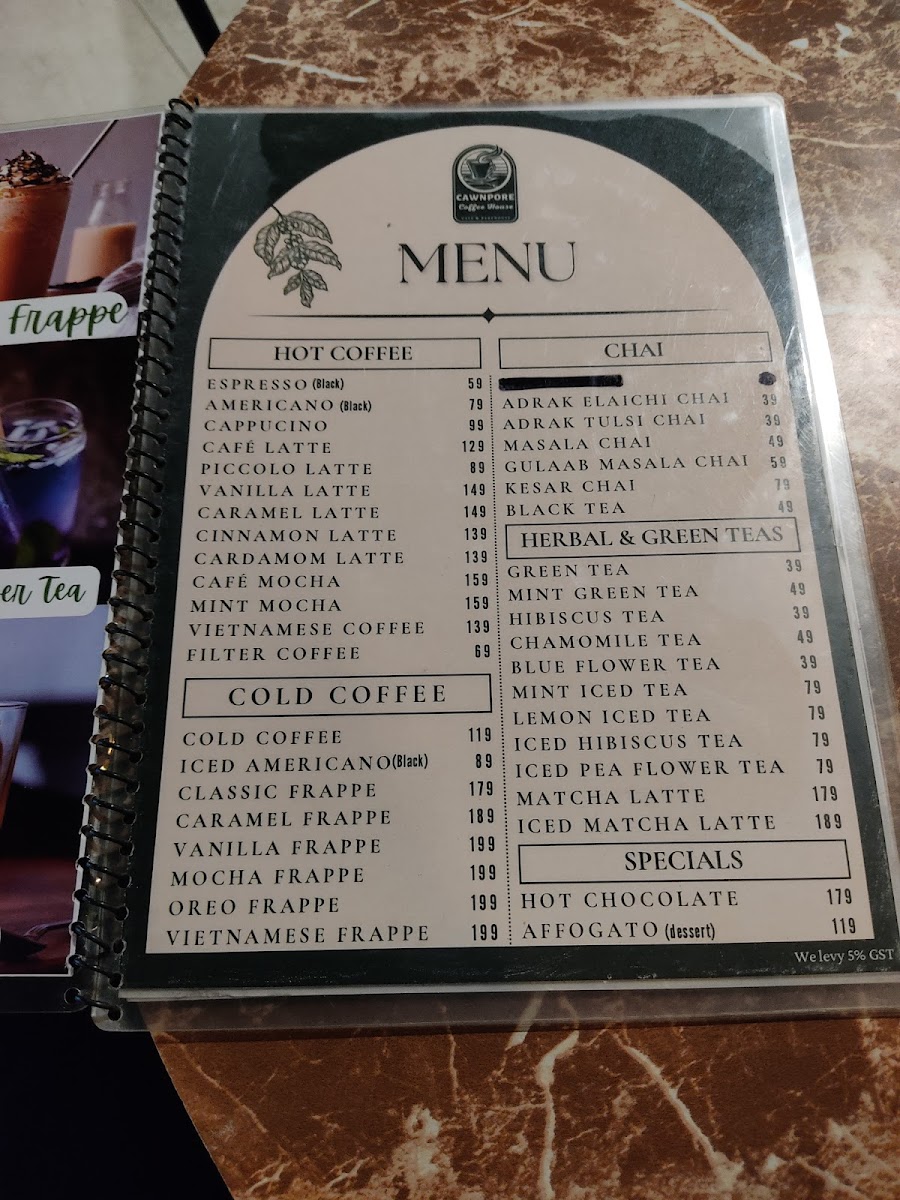 Frappe
er Tea
CAWNPORE
Coffee House
MENU
HOT COFFEE
ESPRESSO (Black) 59
AMERICANO (Black) 79
CAPPUCINO 99
CAFÉ LATTE 129
PICCOLO LATTE 89
VANILLA LATTE 149
CARAMEL LATTE 149
CINNAMON LATTE 139
CARDAMOM LATTE 139
CAFÉ MOCHA 159
MINT MOCHA 159
VIETNAMESE COFFEE 139
FILTER COFFEE 69
COLD COFFEE
COLD COFFEE 119
ICED AMERICANO(Black) 89
CLASSIC FRAPPE 179
CARAMEL FRAPPE 189
VANILLA FRAPPE 199
MOCHA FRAPPE 199
OREO FRAPPE 199
VIETNAMESE FRAPPE 199
CHAI
ADRAK ELAICHI CHAI 39
ADRAK TULSI CHAI 39
MASALA CHAI 49
GULAAB MASALA CHAI 59
KESAR CHAI 79
BLACK TEA 49
HERBAL & GREEN TEAS
GREEN TEA 39
MINT GREEN TEA 49
HIBISCUS TEA 39
CHAMOMILE TEA 49
BLUE FLOWER TEA 39
MINT ICED TEA 79
LEMON ICED TEA 79
ICED HIBISCUS TEA 79
ICED PEA FLOWER TEA 79
MATCHA LATTE 179
ICED MATCHA LATTE 189
SPECIALS
HOT CHOCOLATE 179
AFFOGATO (dessert) 119
We levy 5% GST